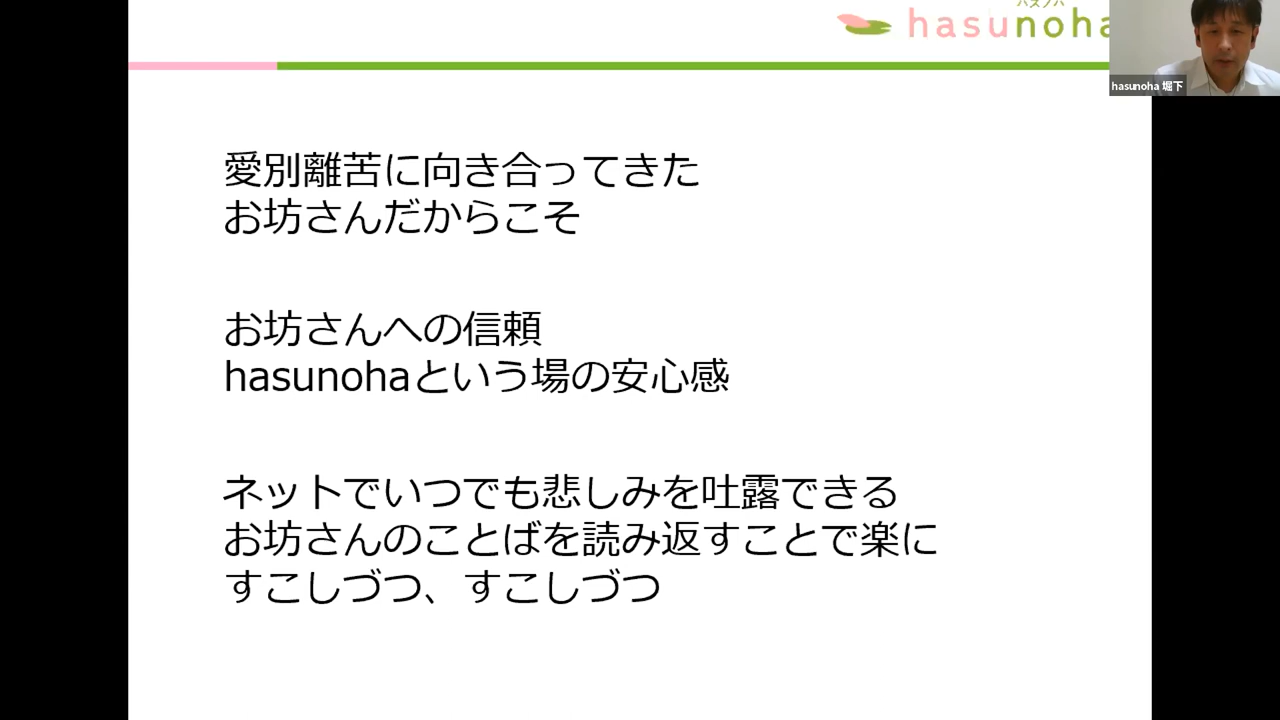 ハスノハ
hasunoha
hasunoha 堀下
愛別離苦に向き合ってきた
お坊さんだからこそ
お坊さんへの信頼
hasunohaという場の安心感
ネットでいつでも悲しみを吐露できる
お坊さんのことばを読み返すことで楽に
すこしづつ、すこしづつ